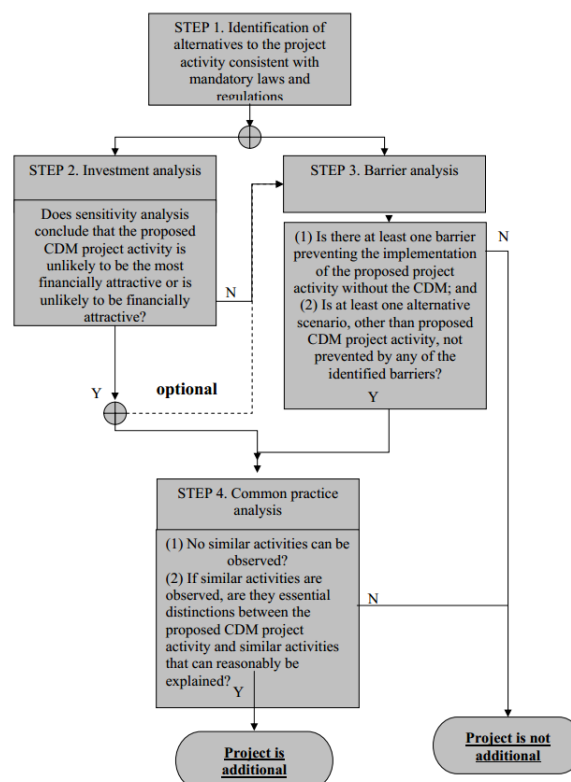 STEP 1. Identification of
alternatives to the project
activity consistent with
mandatory laws and
regulations
STEP 2. Investment analysis
Does sensitivity analysis
conclude that the proposed
CDM project activity is
unlikely to be the most
financially attractive or is
unlikely to be financially
attractive?
N
Y
optional
STEP 3. Barrier analysis
(1) Is there at least one barrier
preventing the implementation
of the proposed project
activity without the CDM; and
(2) Is at least one alternative
scenario, other than proposed
CDM project activity, not
prevented by any of the
identified barriers?
Y
N
STEP 4. Common practice
analysis
(1) No similar activities can be
observed?
(2) If similar activities are
observed, are they essential
distinctions between the
proposed CDM project
activity and similar activities
that can reasonably be
explained?
Y
N
Project is
additional
Project is not
additional